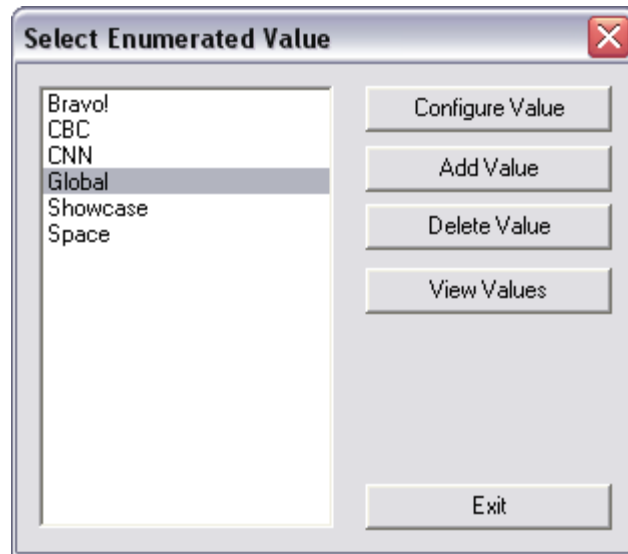 Select Enumerated Value
Bravo!
CBC
CNN
Global
Showcase
Space
Configure Value
Add Value
Delete Value
View Values
Exit